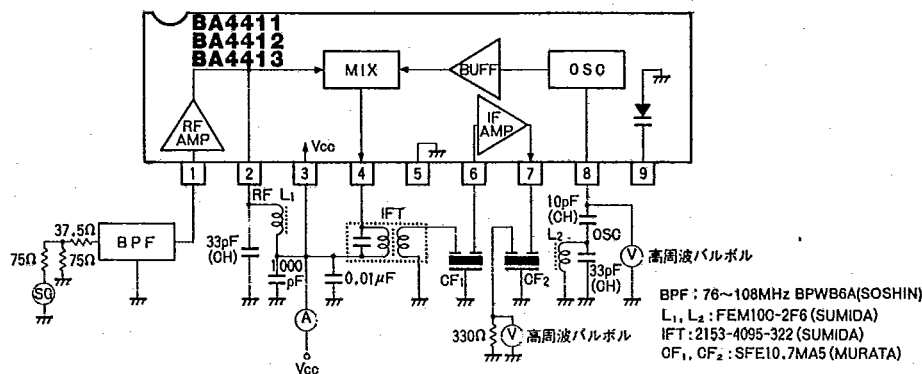 BA4411
BA4412
BA4413
MIX
BUFF
OSC
RF
AMP
IF
AMP
Vcc
1
2
3
4
5
6
7
8
9
RF L₁
IFT
37.5Ω
BPF
75Ω
75Ω
SG
33pF
(CH)
1000
pF
0.01μF
A
Vcc
CF₁
CF₂
330Ω
V
高周波バルボル
10pF
(CH)
OSC
L₂
33pF
(CH)
V
高周波バルボル
BPF : 76～108MHz BPWB6A(SOSHIN)
L₁, L₂ : FEM10C-2F6 (SUMIDA)
IFT : 2153-4095-322 (SUMIDA)
CF₁, CF₂ : SFE10.7MA5 (MURATA)